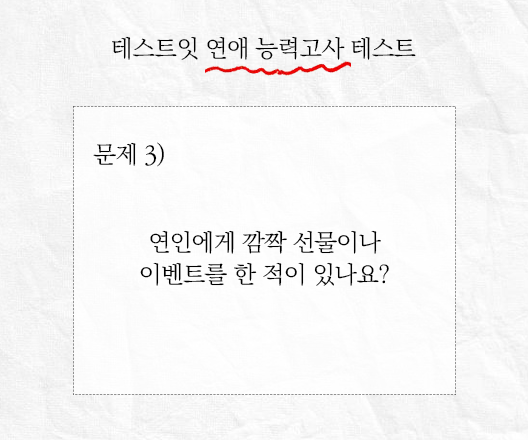 테스트잇 연애 능력고사 테스트
문제 3)
연인에게 깜짝 선물이나
이벤트를 한 적이 있나요?